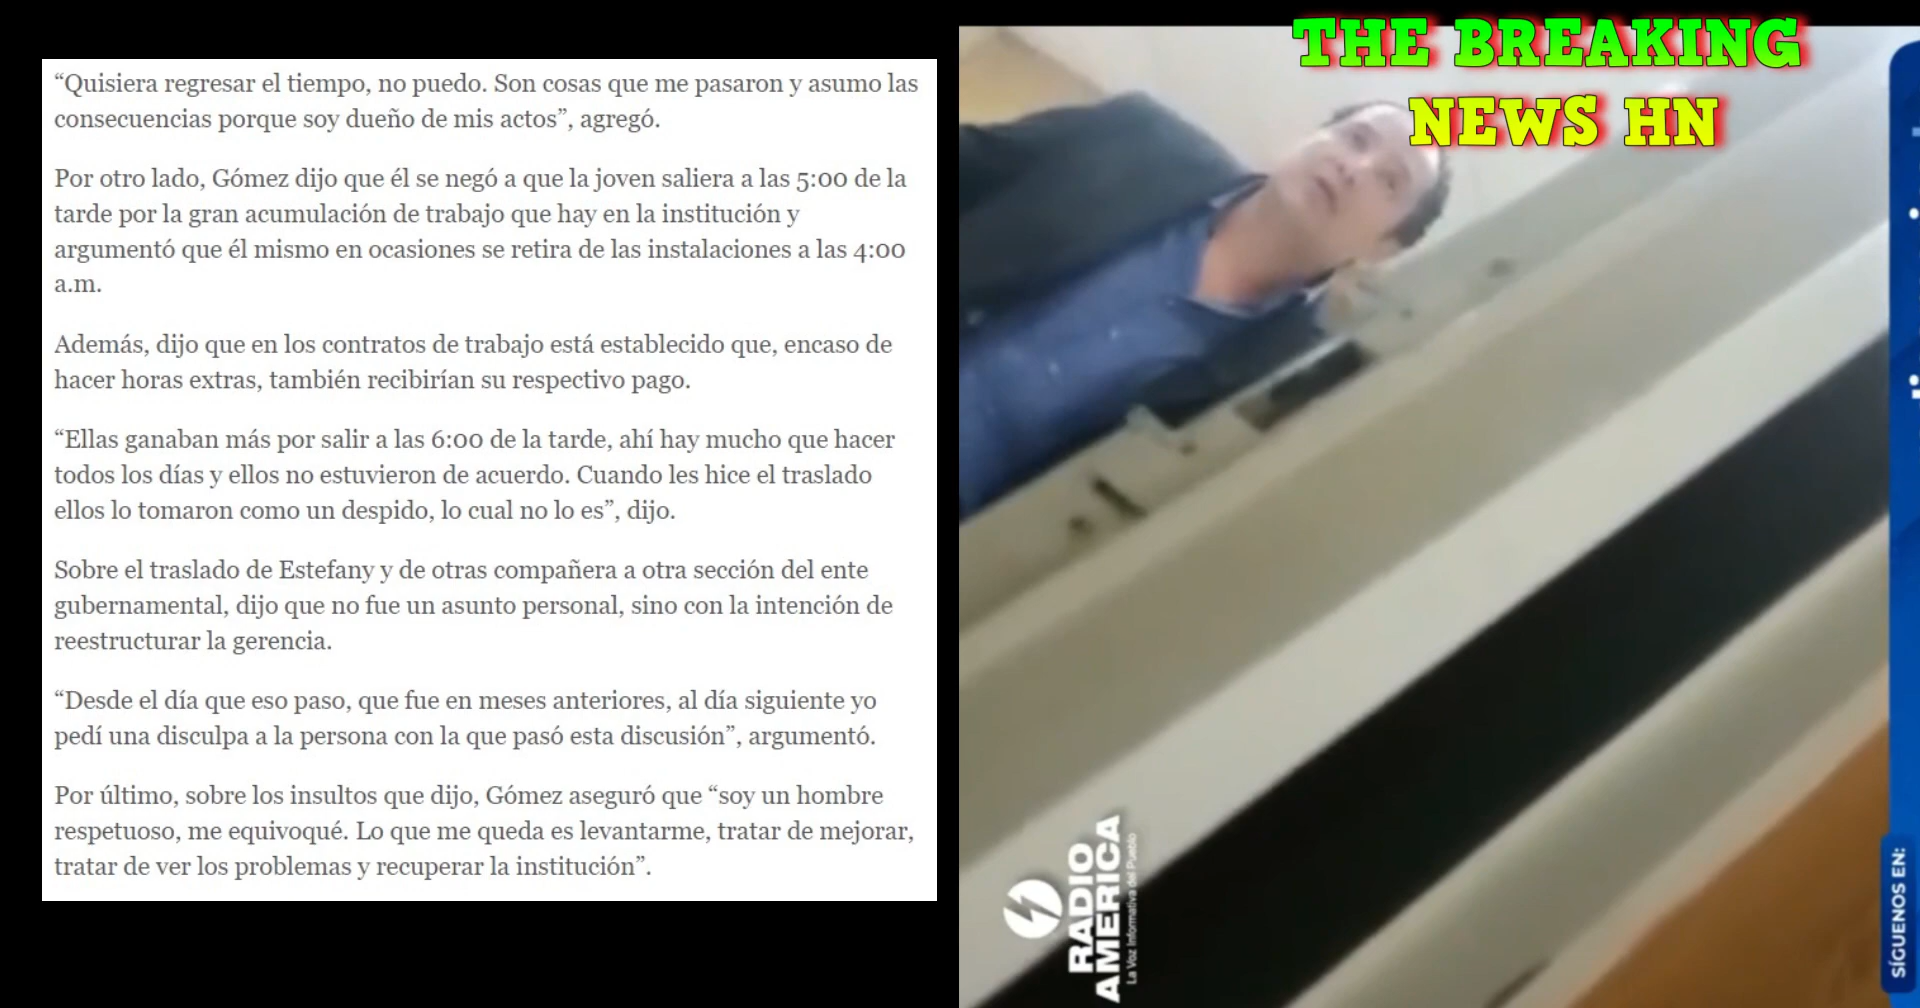 “Quisiera regresar el tiempo, no puedo. Son cosas que me pasaron y asumo las
consecuencias porque soy dueño de mis actos”, agregó.
Por otro lado, Gómez dijo que él se negó a que la joven saliera a las 5:00 de la
tarde por la gran acumulación de trabajo que hay en la institución y
argumentó que él mismo en ocasiones se retira de las instalaciones a las 4:00
a.m.
Además, dijo que en los contratos de trabajo está establecido que, encaso de
hacer horas extras, también recibirían su respectivo pago.
“Ellas ganaban más por salir a las 6:00 de la tarde, ahí hay mucho que hacer
todos los días y ellos no estuvieron de acuerdo. Cuando les hice el traslado
ellos lo tomaron como un despido, lo cual no lo es”, dijo.
Sobre el traslado de Estefany y de otras compañera a otra sección del ente
gubernamental, dijo que no fue un asunto personal, sino con la intención de
reestructurar la gerencia.
“Desde el día que eso paso, que fue en meses anteriores, al día siguiente yo
pedí una disculpa a la persona con la que pasó esta discusión”, argumentó.
Por último, sobre los insultos que dijo, Gómez aseguró que “soy un hombre
respetuoso, me equivoqué. Lo que me queda es levantarme, tratar de mejorar,
tratar de ver los problemas y recuperar la institución”.
THE BREAKING
NEWS HN
RADIO
AMERICA
La Voz Informativa del Pueblo
SÍGUENOS EN: